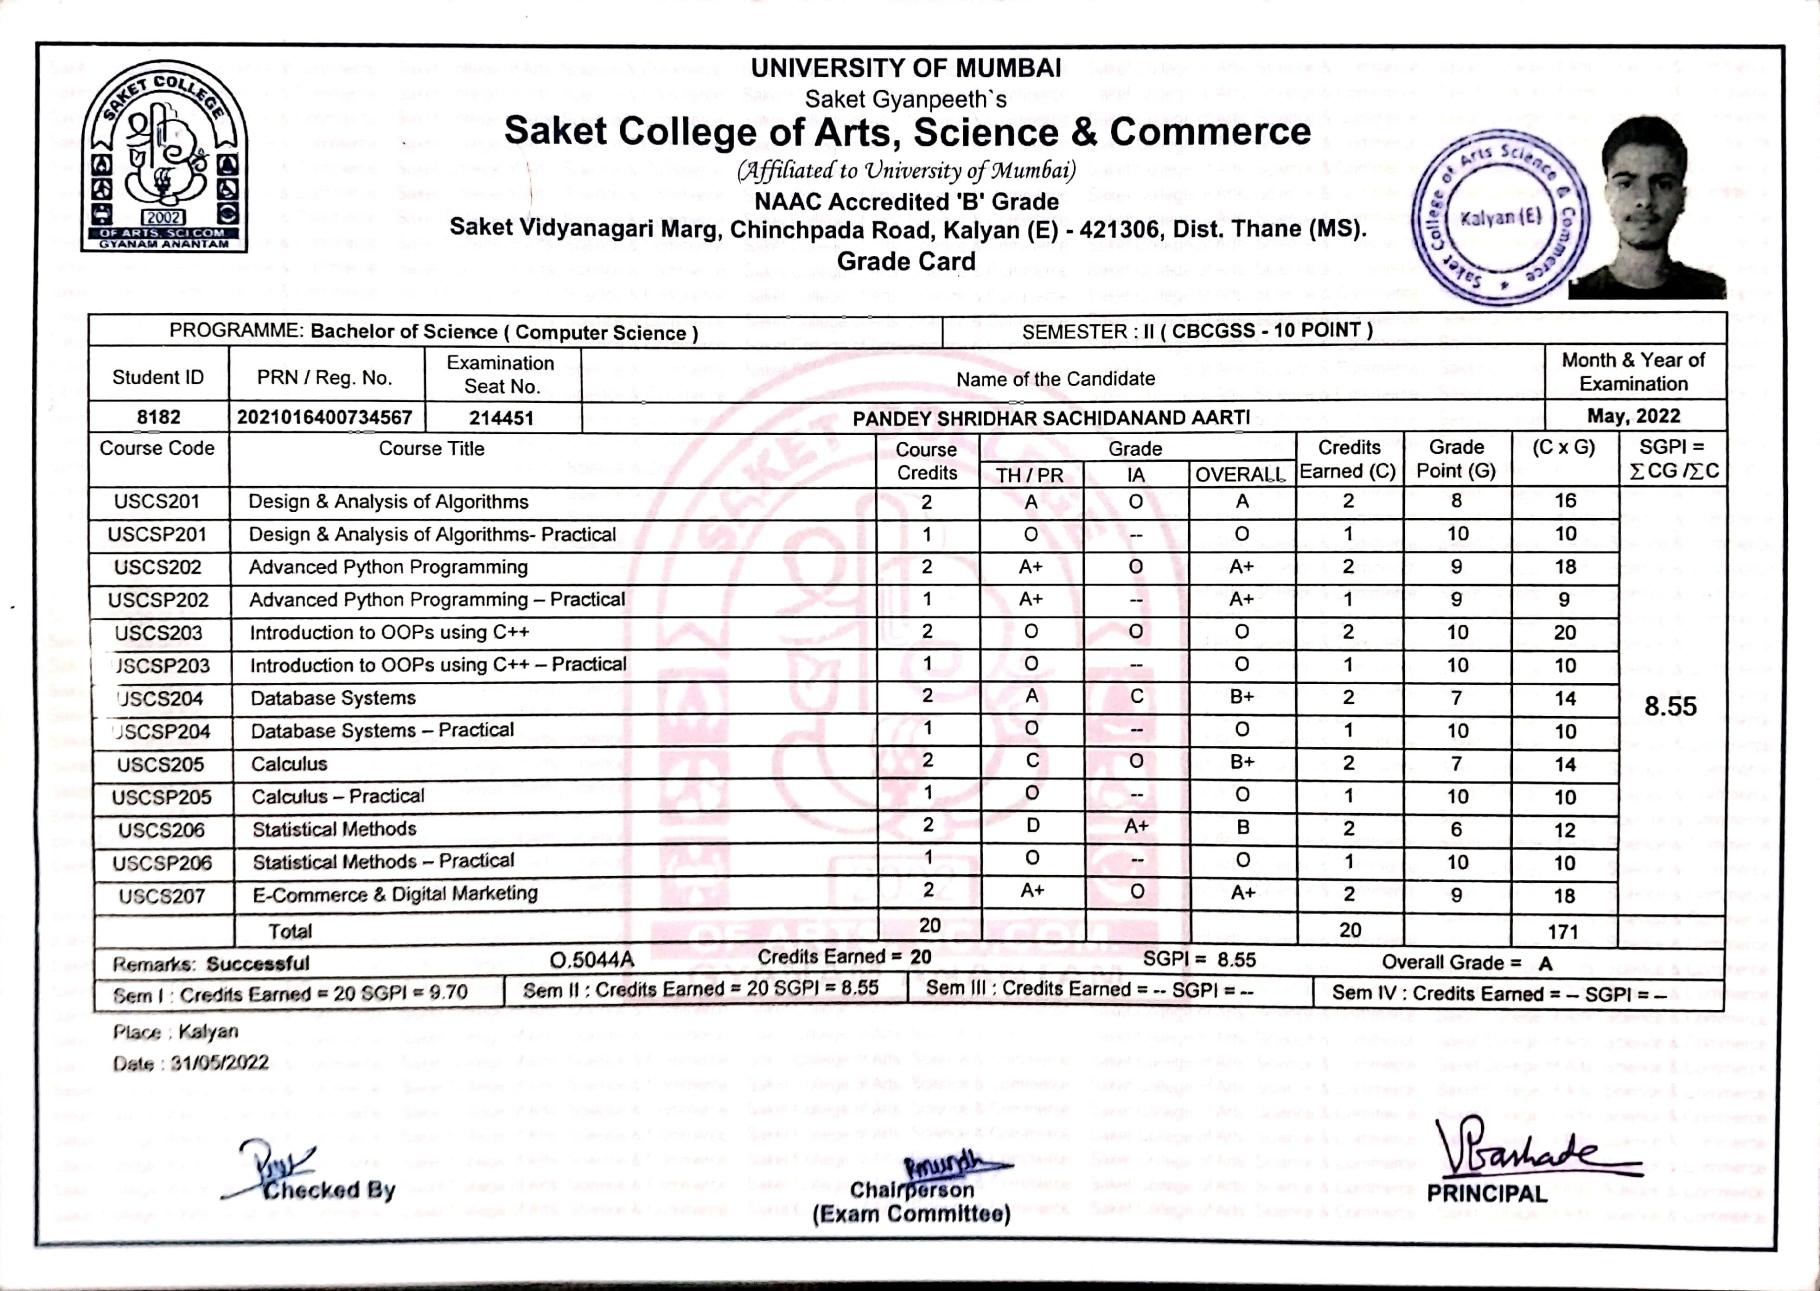 SAKET COLLEGE
2002
OF ARTS. SCI.COM.
GYANAM ANANTAM
UNIVERSITY OF MUMBAI
Saket Gyanpeeth`s
Saket College of Arts, Science & Commerce
(Affiliated to University of Mumbai)
NAAC Accredited 'B' Grade
Saket Vidyanagari Marg, Chinchpada Road, Kalyan (E) - 421306, Dist. Thane (MS).
Grade Card
Saket College of Arts Science & Commerce
Kalyan (E)
PROGRAMME: Bachelor of Science ( Computer Science ) SEMESTER : II ( CBCGSS - 10 POINT )
Student ID PRN / Reg. No. Examination Seat No. Name of the Candidate Month & Year of Examination
8182 2021016400734567 214451 PANDEY SHRIDHAR SACHIDANAND AARTI May, 2022
Course Code Course Title Course Credits Grade Credits Earned (C) Grade Point (G) (C x G) SGPI = ∑CG /∑C
TH / PR IA OVERALL
USCS201 Design & Analysis of Algorithms 2 A O A 2 8 16
USCSP201 Design & Analysis of Algorithms- Practical 1 O -- O 1 10 10
USCS202 Advanced Python Programming 2 A+ O A+ 2 9 18
USCSP202 Advanced Python Programming – Practical 1 A+ -- A+ 1 9 9
USCS203 Introduction to OOPs using C++ 2 O O O 2 10 20
USCSP203 Introduction to OOPs using C++ – Practical 1 O -- O 1 10 10
USCS204 Database Systems 2 A C B+ 2 7 14
8.55
USCSP204 Database Systems – Practical 1 O -- O 1 10 10
USCS205 Calculus 2 C O B+ 2 7 14
USCSP205 Calculus – Practical 1 O -- O 1 10 10
USCS206 Statistical Methods 2 D A+ B 2 6 12
USCSP206 Statistical Methods – Practical 1 O -- O 1 10 10
USCS207 E-Commerce & Digital Marketing 2 A+ O A+ 2 9 18
Total 20 20 171
Remarks: Successful O.5044A Credits Earned = 20 SGPI = 8.55 Overall Grade = A
Sem I : Credits Earned = 20 SGPI = 9.70 Sem II : Credits Earned = 20 SGPI = 8.55 Sem III : Credits Earned = -- SGPI = -- Sem IV : Credits Earned = -- SGPI = --
Place : Kalyan
Date : 31/05/2022
Checked By
Chairperson
(Exam Committee)
PRINCIPAL